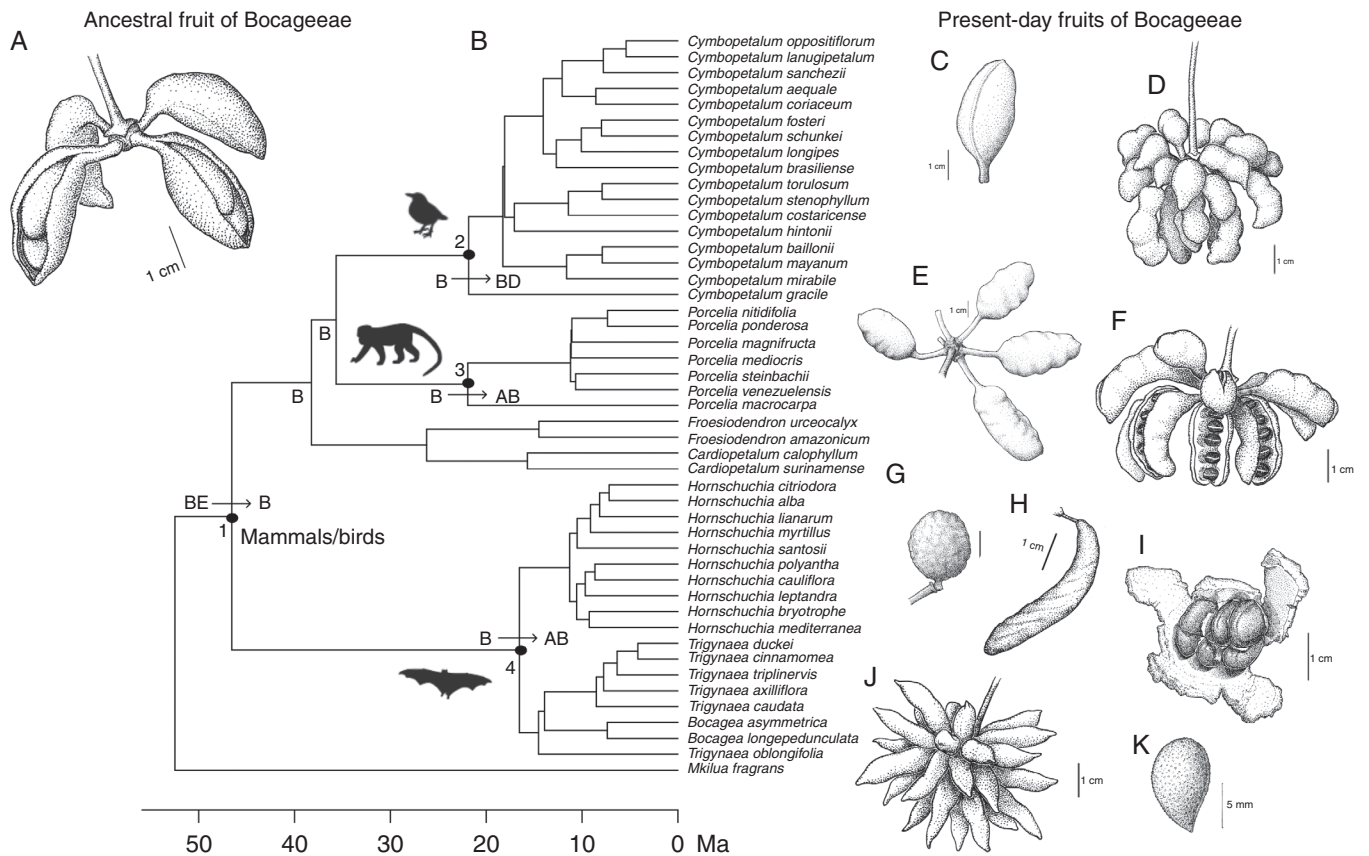 Ancestral fruit of Bocageeae
Present-day fruits of Bocageeae
A
1 cm
B
Cymbopetalum oppositiflorum
Cymbopetalum lanugipetalum
Cymbopetalum sanchezii
Cymbopetalum aequale
Cymbopetalum coriaceum
Cymbopetalum fosteri
Cymbopetalum schunkei
Cymbopetalum longipes
Cymbopetalum brasiliense
Cymbopetalum torulosum
Cymbopetalum stenophyllum
Cymbopetalum costaricense
Cymbopetalum hintonii
Cymbopetalum baillonii
Cymbopetalum mayanum
Cymbopetalum mirabile
Cymbopetalum gracile
Porcelia nitidifolia
Porcelia ponderosa
Porcelia magnifructa
Porcelia mediocris
Porcelia steinbachii
Porcelia venezuelensis
Porcelia macrocarpa
Froesiodendron urceocalyx
Froesiodendron amazonicum
Cardiopetalum calophyllum
Cardiopetalum surinamense
Hornschuchia citriodora
Hornschuchia alba
Hornschuchia lianarum
Hornschuchia myrtillus
Hornschuchia santosii
Hornschuchia polyantha
Hornschuchia cauliflora
Hornschuchia leptandra
Hornschuchia bryotrophe
Hornschuchia mediterranea
Trigynaea duckei
Trigynaea cinnamomea
Trigynaea triplinervis
Trigynaea axilliflora
Trigynaea caudata
Bocagea asymmetrica
Bocagea longepedunculata
Trigynaea oblongifolia
Mkilua fragrans
2
B → BD
B
3
B → AB
B
BE → B
1
Mammals/birds
B → AB
4
50 40 30 20 10 0 Ma
C
1 cm
D
1 cm
E
1 cm
F
1 cm
G
H
1 cm
I
1 cm
J
1 cm
K
5 mm